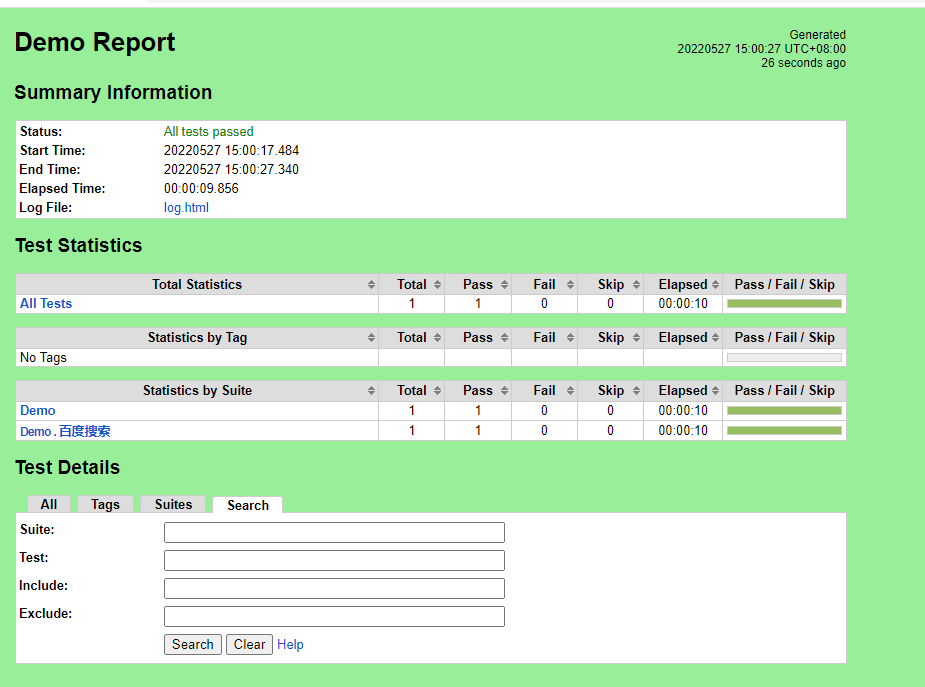 Demo Report
Generated
20220527 15:00:27 UTC+08:00
26 seconds ago
Summary Information
Status: All tests passed
Start Time: 20220527 15:00:17.484
End Time: 20220527 15:00:27.340
Elapsed Time: 00:00:09.856
Log File: log.html
Test Statistics
Total Statistics Total Pass Fail Skip Elapsed Pass / Fail / Skip
All Tests 1 1 0 0 00:00:10
Statistics by Tag Total Pass Fail Skip Elapsed Pass / Fail / Skip
No Tags
Statistics by Suite Total Pass Fail Skip Elapsed Pass / Fail / Skip
Demo 1 1 0 0 00:00:10
Demo.百度搜索 1 1 0 0 00:00:10
Test Details
All Tags Suites Search
Suite:
Test:
Include:
Exclude:
Search Clear Help